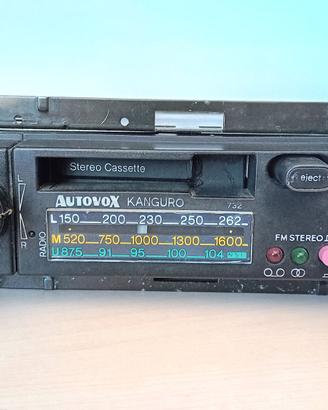 Stereo Cassette
eject
AUTOVOX KANGURO 732
L
R
RADIO
L 150 200 230 250 262
M 520 750 1000 1300 1600
U 87.5 91 95 100 104
FM STEREO